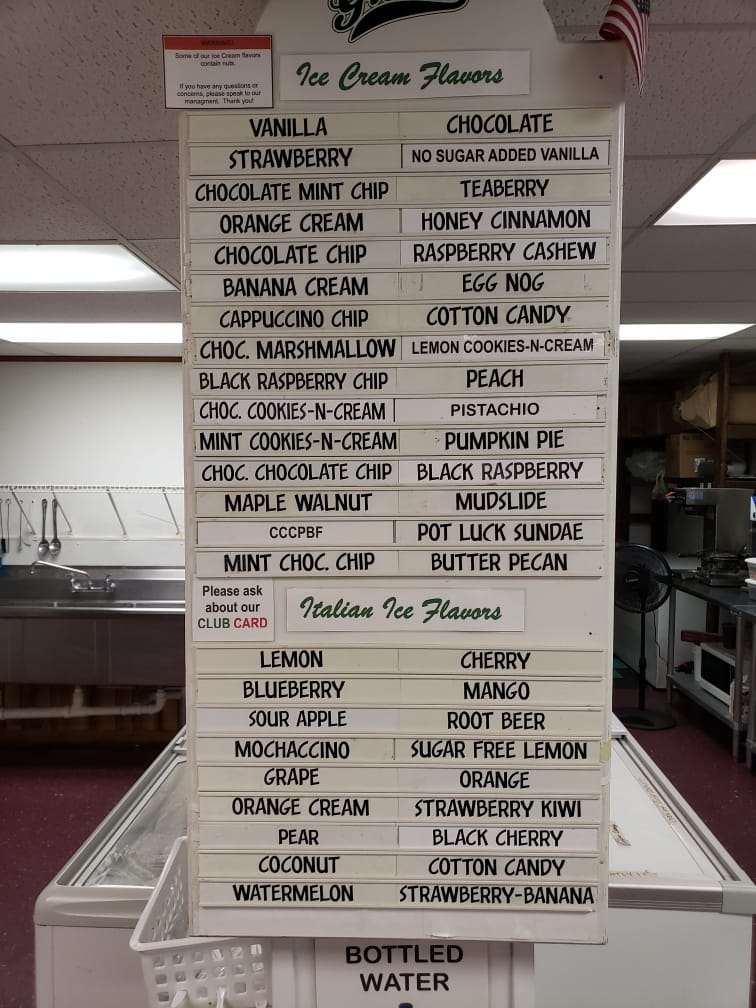 Some of our Ice Cream flavors
contain nuts.
If you have any questions or
concerns, please speak to our
managment. Thank you!
Ice Cream Flavors
VANILLA CHOCOLATE
STRAWBERRY NO SUGAR ADDED VANILLA
CHOCOLATE MINT CHIP TEABERRY
ORANGE CREAM HONEY CINNAMON
CHOCOLATE CHIP RASPBERRY CASHEW
BANANA CREAM EGG NOG
CAPPUCCINO CHIP COTTON CANDY
CHOC. MARSHMALLOW LEMON COOKIES-N-CREAM
BLACK RASPBERRY CHIP PEACH
CHOC. COOKIES-N-CREAM PISTACHIO
MINT COOKIES-N-CREAM PUMPKIN PIE
CHOC. CHOCOLATE CHIP BLACK RASPBERRY
MAPLE WALNUT MUDSLIDE
CCCPBF POT LUCK SUNDAE
MINT CHOC. CHIP BUTTER PECAN
Please ask
about our
CLUB CARD
Italian Ice Flavors
LEMON CHERRY
BLUEBERRY MANGO
SOUR APPLE ROOT BEER
MOCHACCINO SUGAR FREE LEMON
GRAPE ORANGE
ORANGE CREAM STRAWBERRY KIWI
PEAR BLACK CHERRY
COCONUT COTTON CANDY
WATERMELON STRAWBERRY-BANANA
BOTTLED
WATER